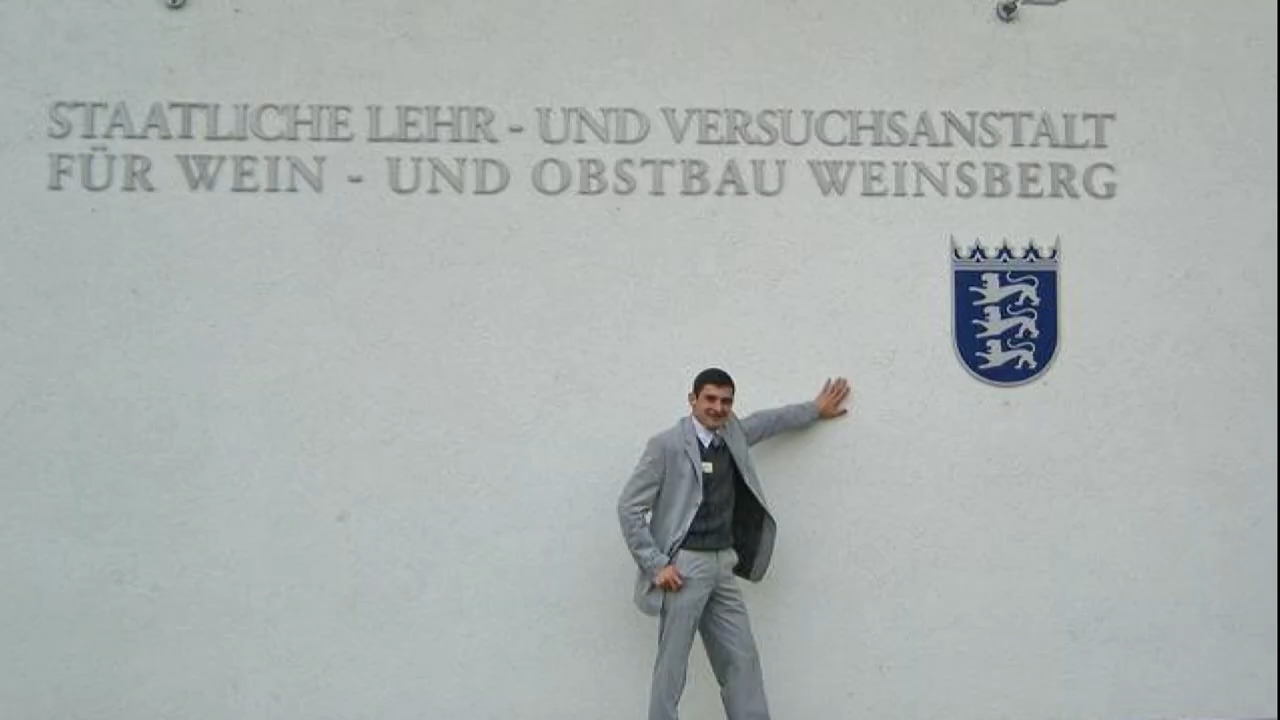 STAATLICHE LEHR - UND VERSUCHSANSTALT
FÜR WEIN - UND OBSTBAU WEINSBERG